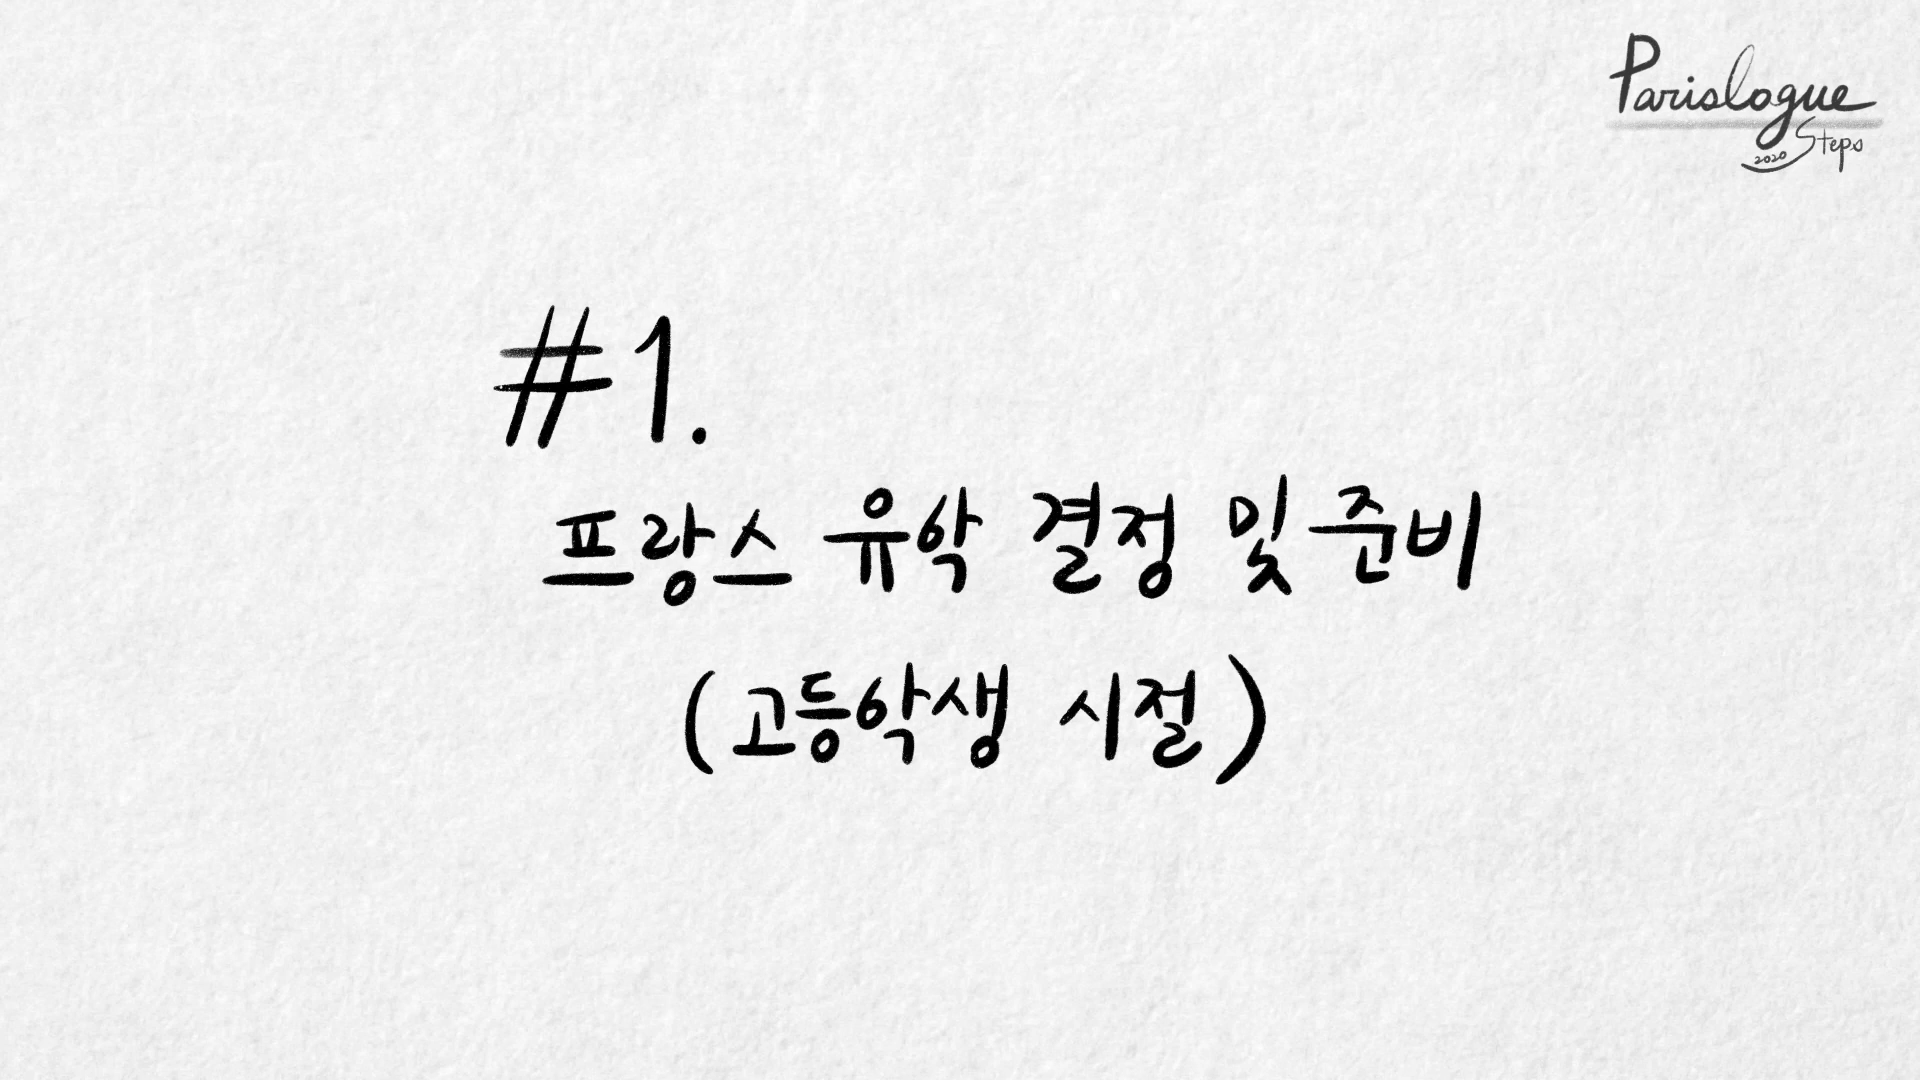 Parislogue
2020 Steps
#1.
프랑스 유학 결정 및 준비
(고등학생 시절)